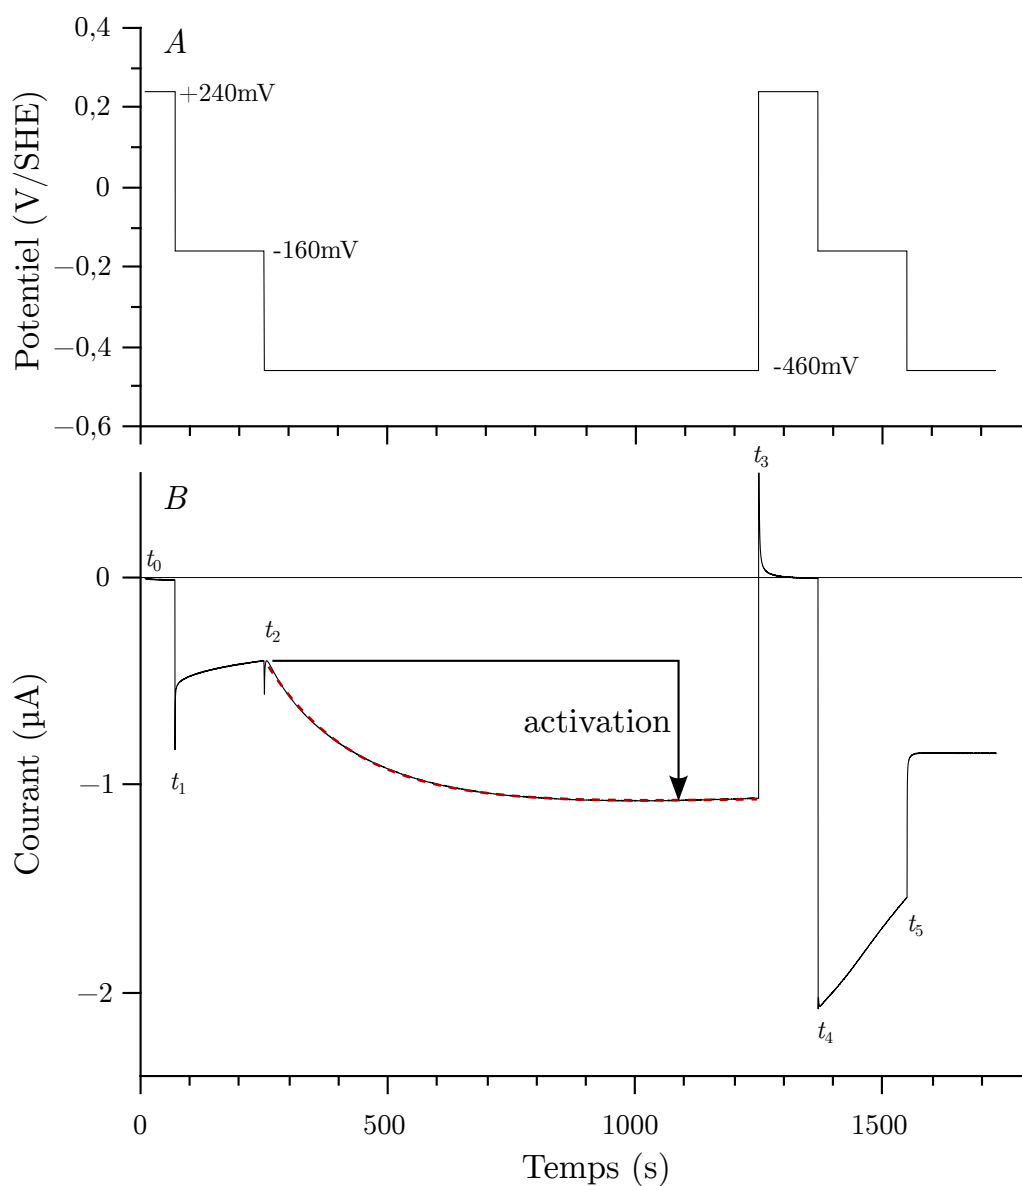 A
0,4
0,2
0
−0,2
−0,4
−0,6
Potentiel (V/SHE)
+240mV
-160mV
-460mV
B
t0
t1
t2
t3
t4
t5
activation
0
−1
−2
Courant (µA)
0
500
1000
1500
Temps (s)